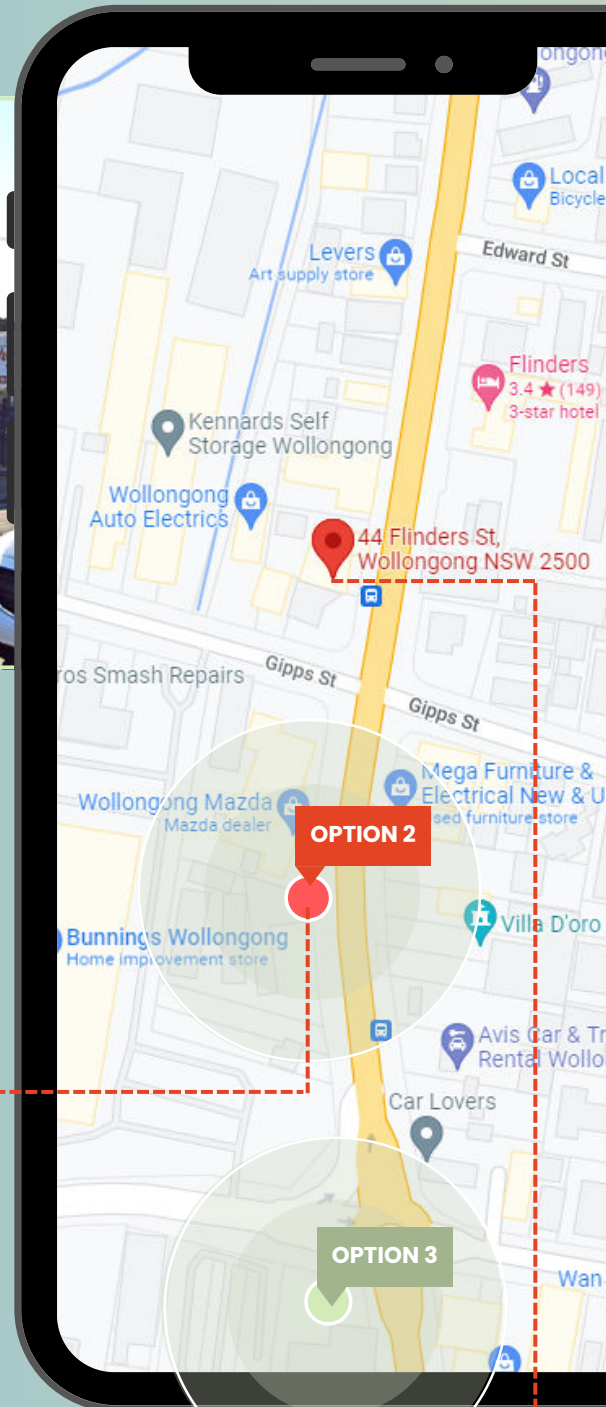 Local
Bicycle
Edward St
Levers
Art supply store
Flinders
3.4 ★ (149)
3-star hotel
Kennards Self
Storage Wollongong
Wollongong
Auto Electrics
44 Flinders St,
Wollongong NSW 2500
ros Smash Repairs
Gipps St
Gipps St
Mega Furniture &
Electrical New & U
sed furniture store
Wollongong Mazda
Mazda dealer
OPTION 2
Villa D'oro
Bunnings Wollongong
Home improvement store
Avis Car & Tr
Rental Wollo
Car Lovers
OPTION 3
Wan